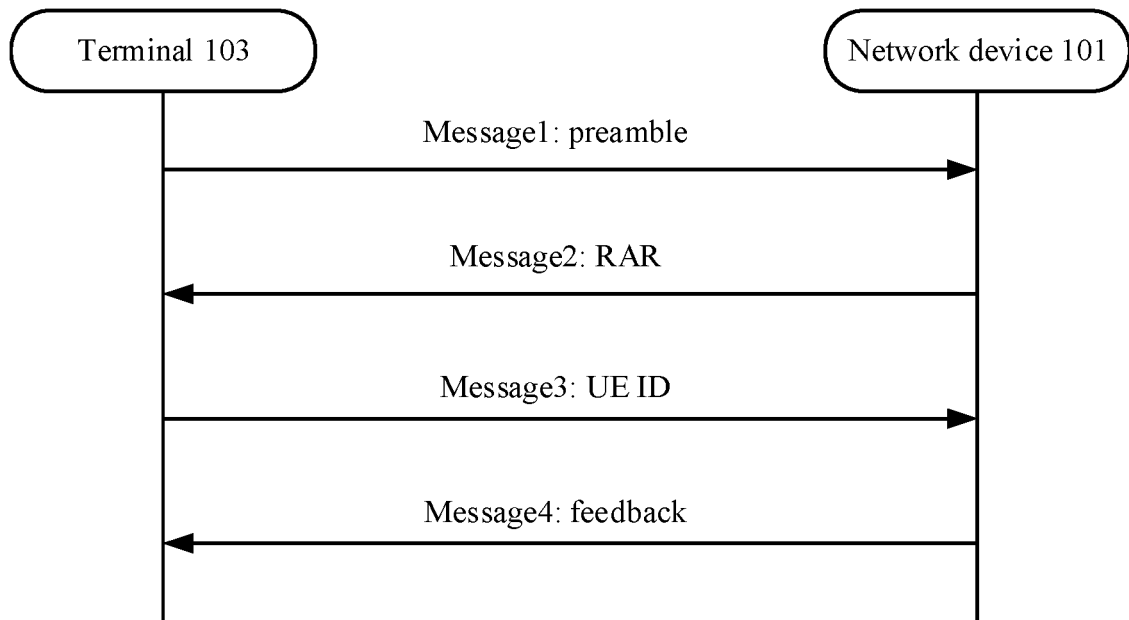 Terminal 103
Network device 101
Message1: preamble
Message2: RAR
Message3: UE ID
Message4: feedback